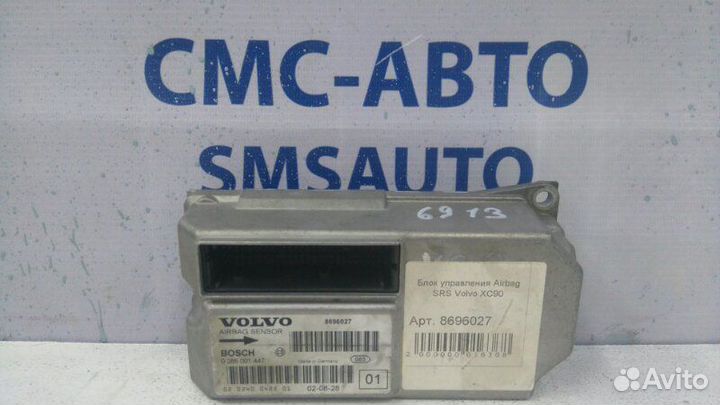 СМС-АВТО
SMSAUTO
6913
Блок управления Airbag
SRS Volvo XC90
Арт. 8696027
VOLVO
8696027
AIRBAG SENSOR
BOSCH
Made in Germany
0 285 001 447
02-08-28
01
Avito